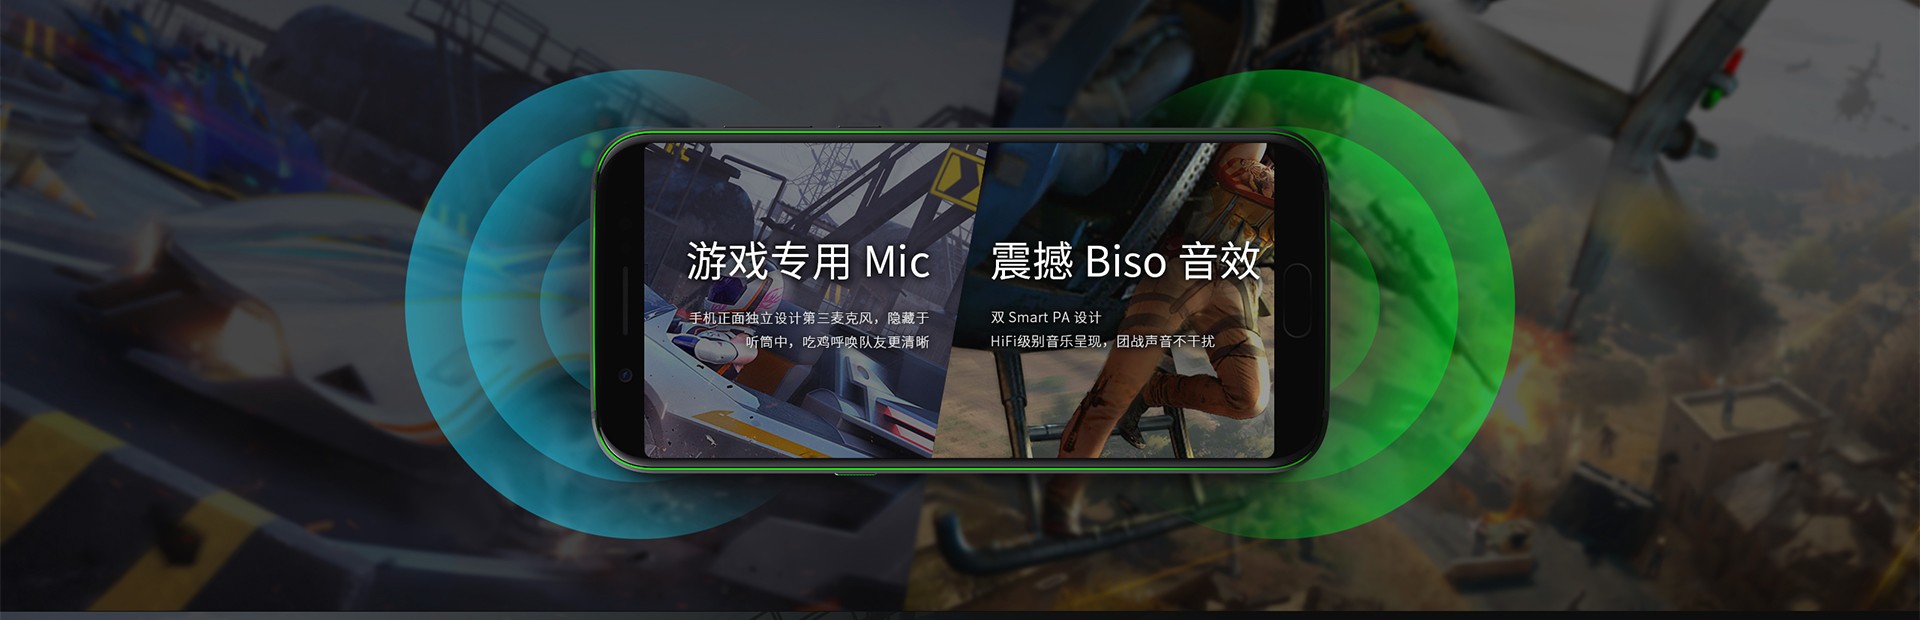 游戏专用 Mic
手机正面独立设计第三麦克风，隐藏于
听筒中，吃鸡呼唤队友更清晰
震撼 Biso 音效
双 Smart PA 设计
HiFi级别音乐呈现，团战声音不干扰